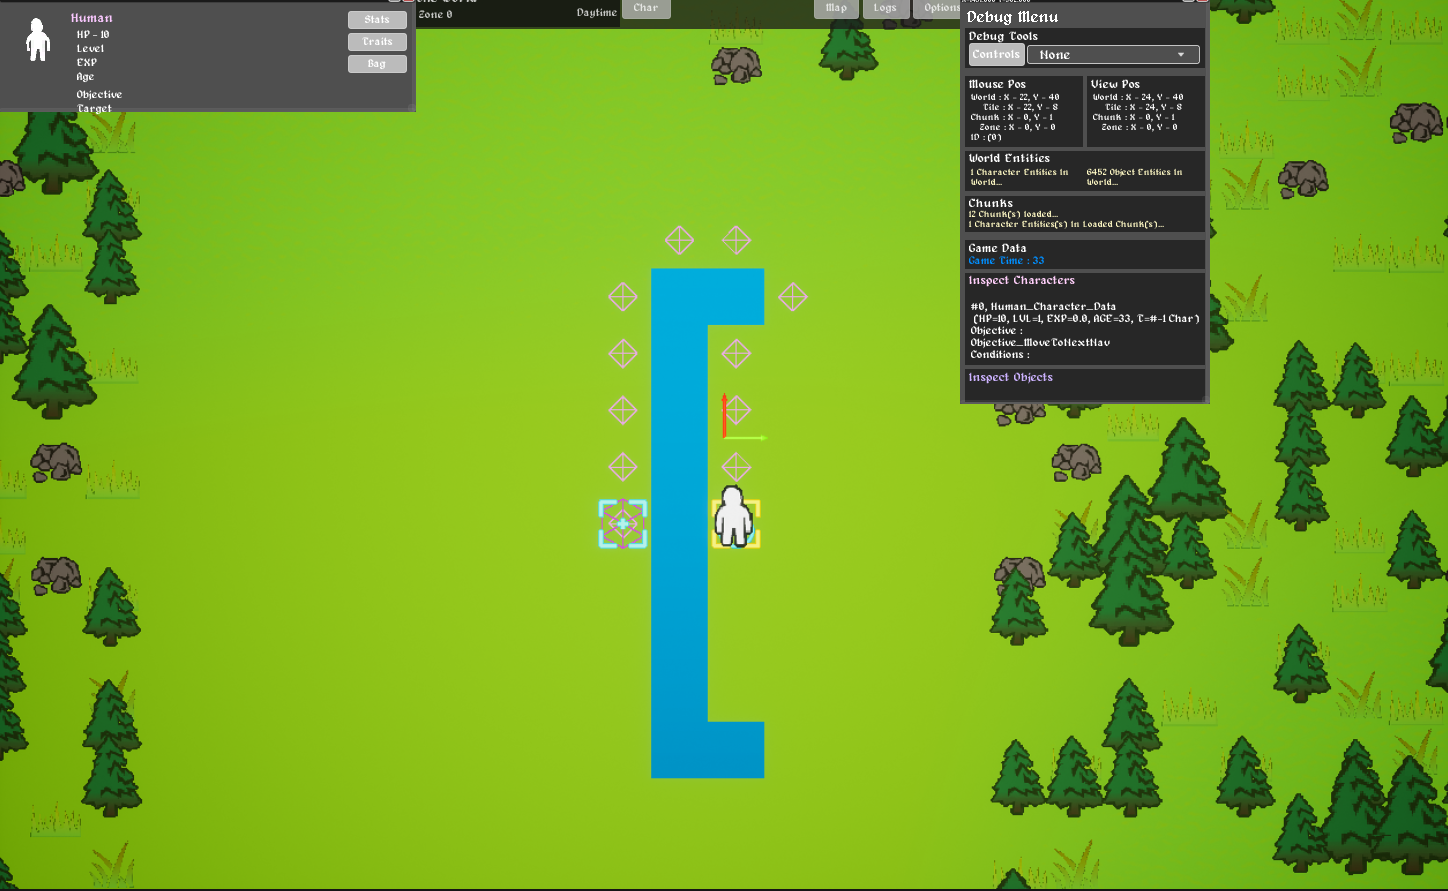 Human
HP - 10
Level
EXP
Age
Objective
Target
Stats
Traits
Bag
Zone 0
Daytime
Char
Map
Logs
Options
Debug Menu
Debug Tools
Controls
None
Mouse Pos
World : X - 22, Y - 40
Tile : X - 22, Y - 8
Chunk : X - 0, Y - 1
Zone : X - 0, Y - 0
ID : (0)
View Pos
World : X - 24, Y - 40
Tile : X - 24, Y - 8
Chunk : X - 0, Y - 1
Zone : X - 0, Y - 0
World Entities
1 Character Entities In
World...
6452 Object Entities In
World...
Chunks
12 Chunk(s) loaded...
1 Character Entities(s) In Loaded Chunk(s)...
Game Data
Game Time : 33
Inspect Characters
#0, Human_Character_Data
(HP=10, LVL=1, EXP=0.0, AGE=33, T=#-1 Char)
Objective :
Objective_MoveToNextNav
Conditions :
Inspect Objects